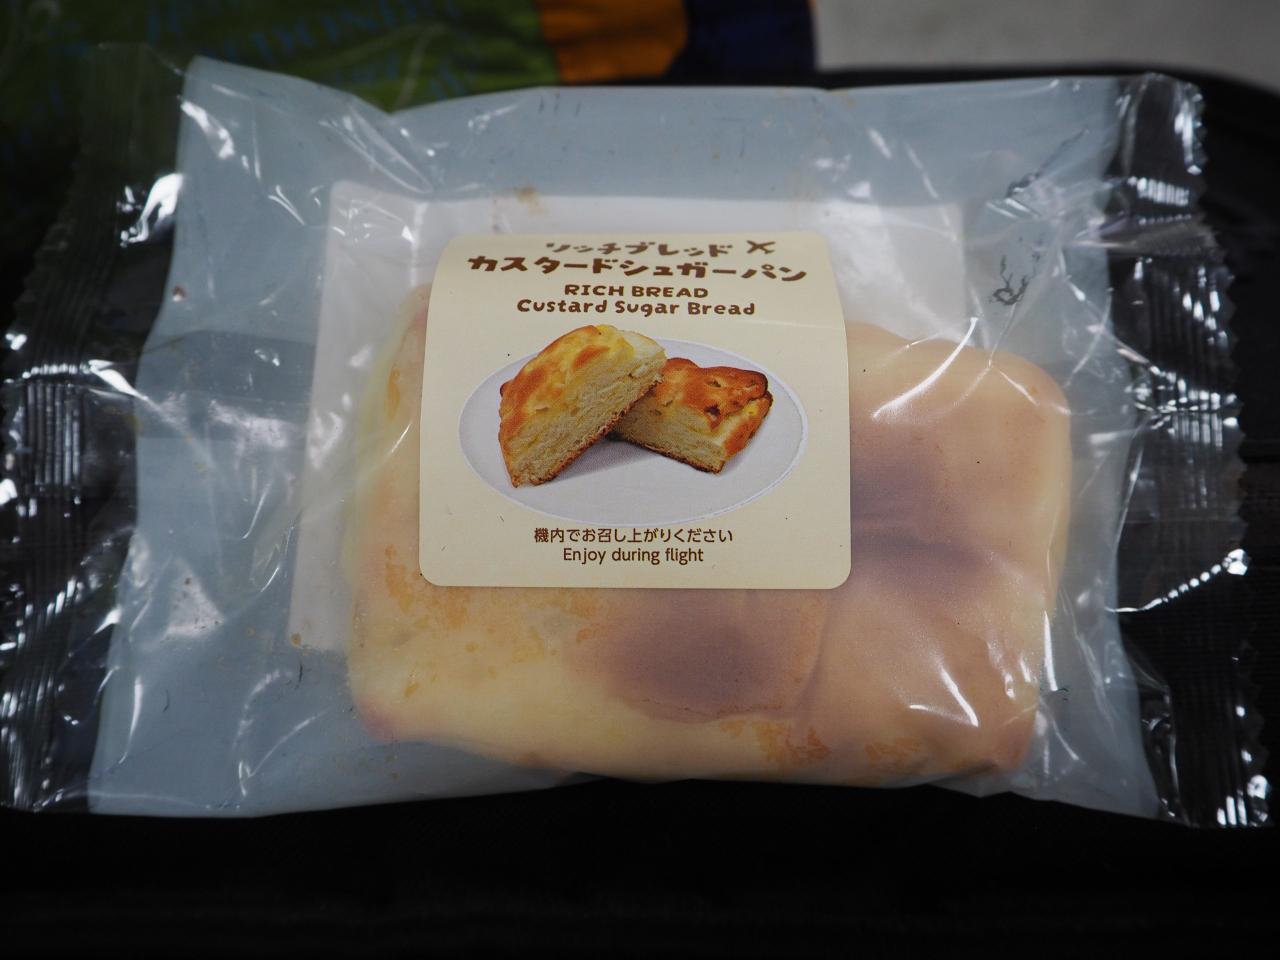 リッチブレッド ×
カスタードシュガーパン
RICH BREAD
Custard Sugar Bread
機内でお召し上がりください
Enjoy during flight